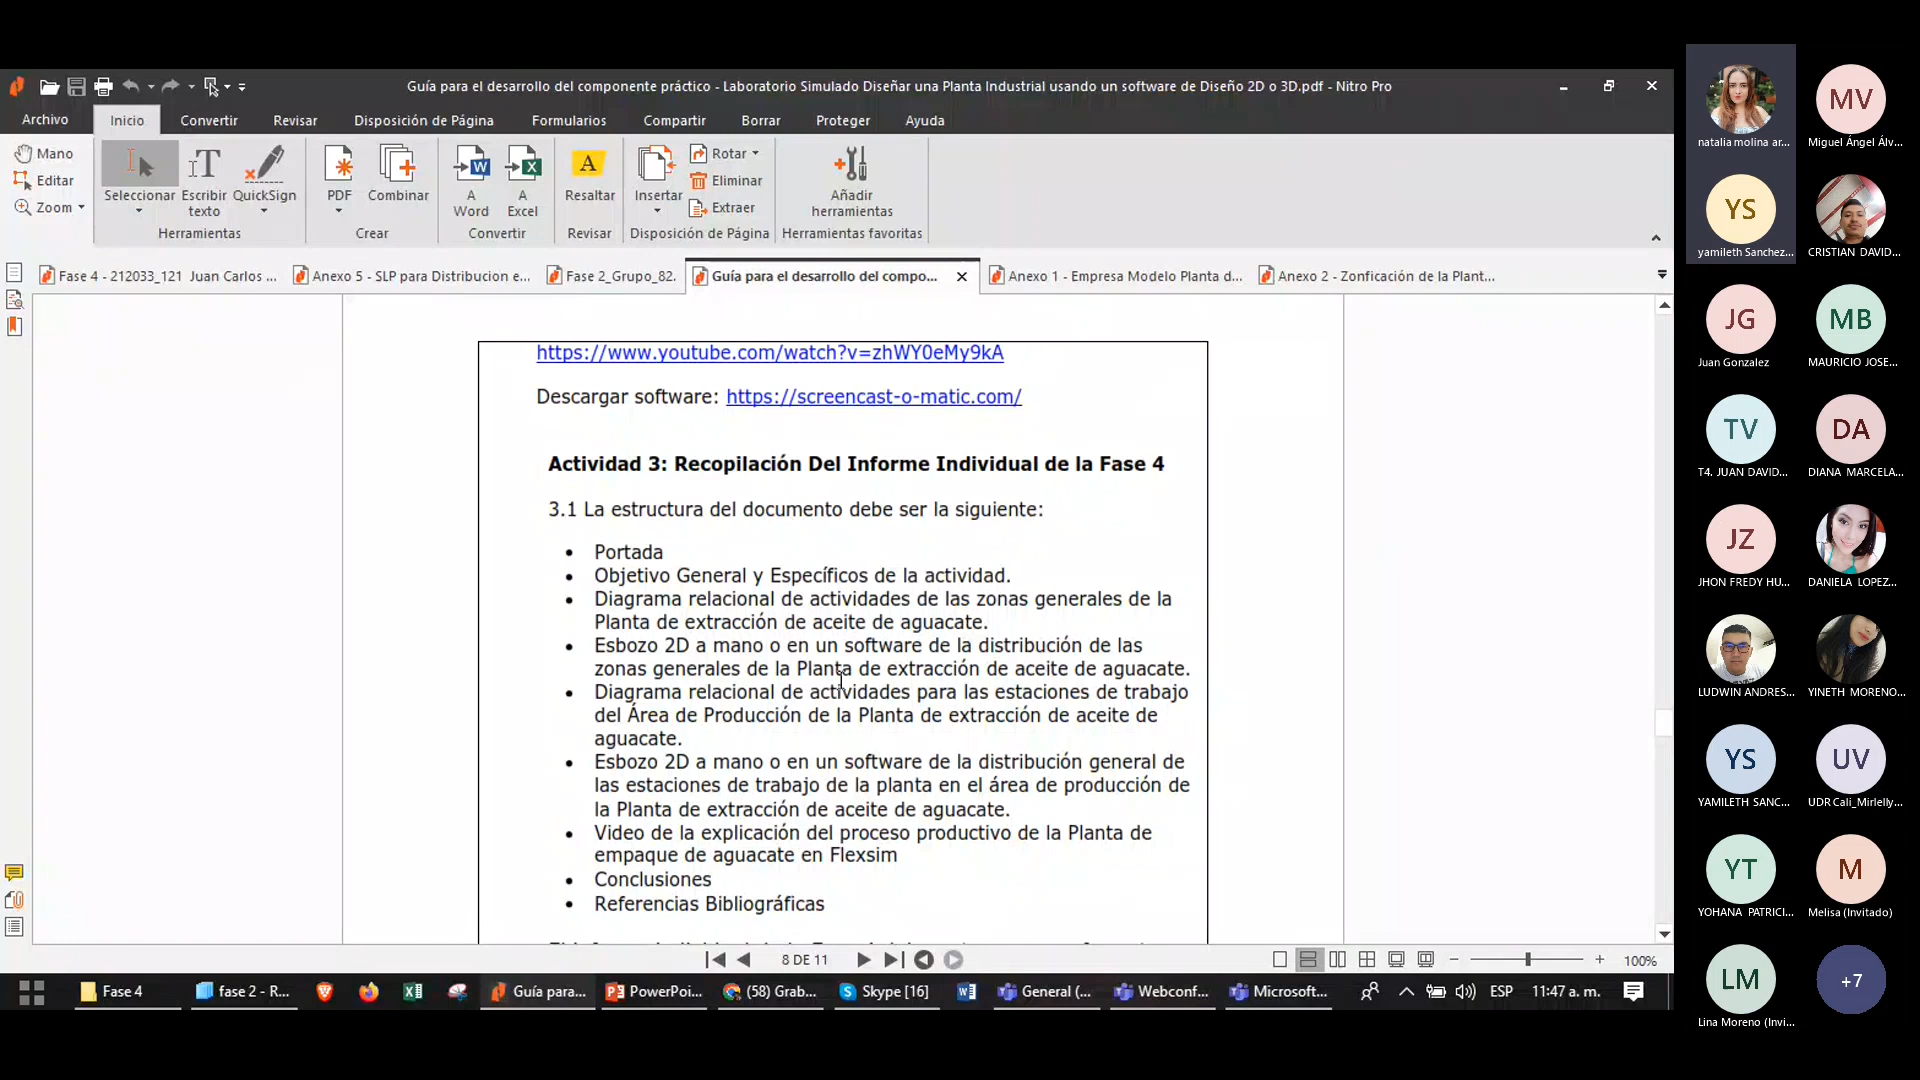 Guía para el desarrollo del componente práctico - Laboratorio Simulado Diseñar una Planta Industrial usando un software de Diseño 2D o 3D.pdf - Nitro Pro
Archivo Inicio Convertir Revisar Disposición de Página Formularios Compartir Borrar Proteger Ayuda
Mano
Editar
Zoom
Seleccionar
Escribir texto
QuickSign
Herramientas
PDF
Combinar
Crear
A Word
A Excel
Convertir
Resaltar
Revisar
Insertar
Rotar
Eliminar
Extraer
Disposición de Página
Añadir herramientas
Herramientas favoritas
Fase 4 - 212033_121 Juan Carlos ...
Anexo 5 - SLP para Distribucion e...
Fase 2_Grupo_82.
Guía para el desarrollo del compo...
Anexo 1 - Empresa Modelo Planta d...
Anexo 2 - Zonficación de la Plant...
https://www.youtube.com/watch?v=zhWY0eMy9kA
Descargar software: https://screencast-o-matic.com/
Actividad 3: Recopilación Del Informe Individual de la Fase 4
3.1 La estructura del documento debe ser la siguiente:
• Portada
• Objetivo General y Específicos de la actividad.
• Diagrama relacional de actividades de las zonas generales de la
Planta de extracción de aceite de aguacate.
• Esbozo 2D a mano o en un software de la distribución de las
zonas generales de la Planta de extracción de aceite de aguacate.
• Diagrama relacional de actividades para las estaciones de trabajo
del Área de Producción de la Planta de extracción de aceite de
aguacate.
• Esbozo 2D a mano o en un software de la distribución general de
las estaciones de trabajo de la planta en el área de producción de
la Planta de extracción de aceite de aguacate.
• Video de la explicación del proceso productivo de la Planta de
empaque de aguacate en Flexsim
• Conclusiones
• Referencias Bibliográficas
8 DE 11
100%
Fase 4
fase 2 - R...
Guía para...
PowerPoi...
(58) Grab...
Skype [16]
General (...
Webconf...
Microsoft...
ESP
11:47 a. m.
natalia molina ar...
MV
Miguel Ángel Álv...
YS
yamileth Sanchez...
CRISTIAN DAVID...
JG
Juan Gonzalez
MB
MAURICIO JOSE...
TV
T4. JUAN DAVID...
DA
DIANA MARCELA...
JZ
JHON FREDY HU...
DANIELA LOPEZ...
LUDWIN ANDRES...
YINETH MORENO...
YS
YAMILETH SANC...
UV
UDR Cali_Mirlelly...
YT
YOHANA PATRICI...
M
Melisa (Invitado)
LM
Lina Moreno (Invi...
+7